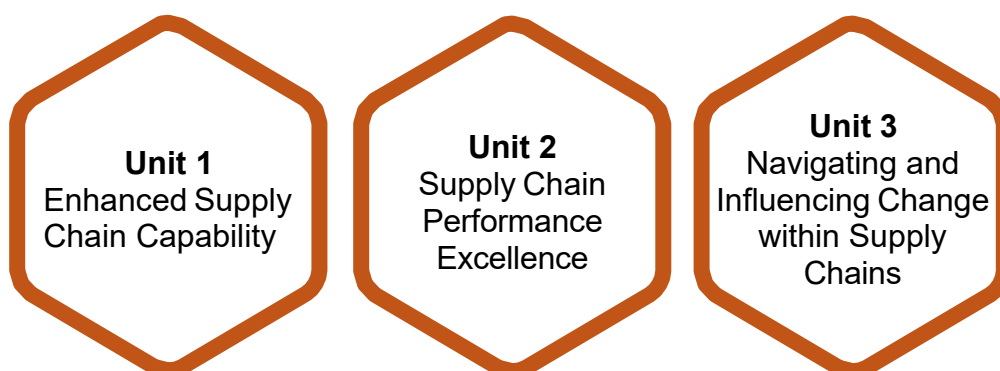 Unit 1
Enhanced Supply
Chain Capability
Unit 2
Supply Chain
Performance
Excellence
Unit 3
Navigating and
Influencing Change
within Supply
Chains